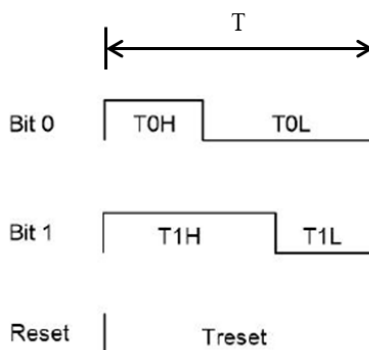 T
Bit 0 T0H T0L
Bit 1 T1H T1L
Reset Treset